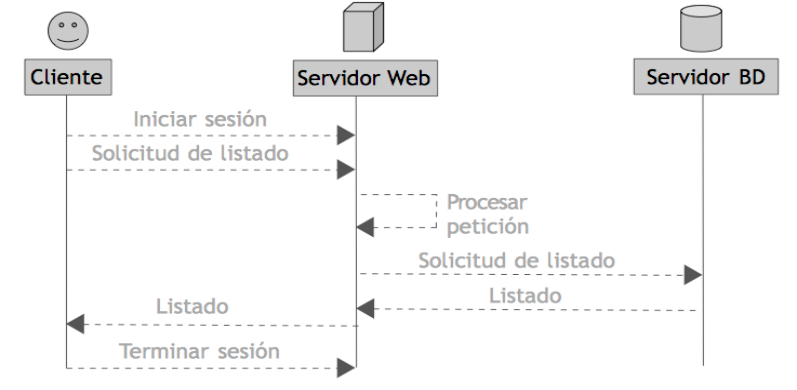 Cliente
Servidor Web
Servidor BD
Iniciar sesión
Solicitud de listado
Procesar
petición
Solicitud de listado
Listado
Listado
Terminar sesión